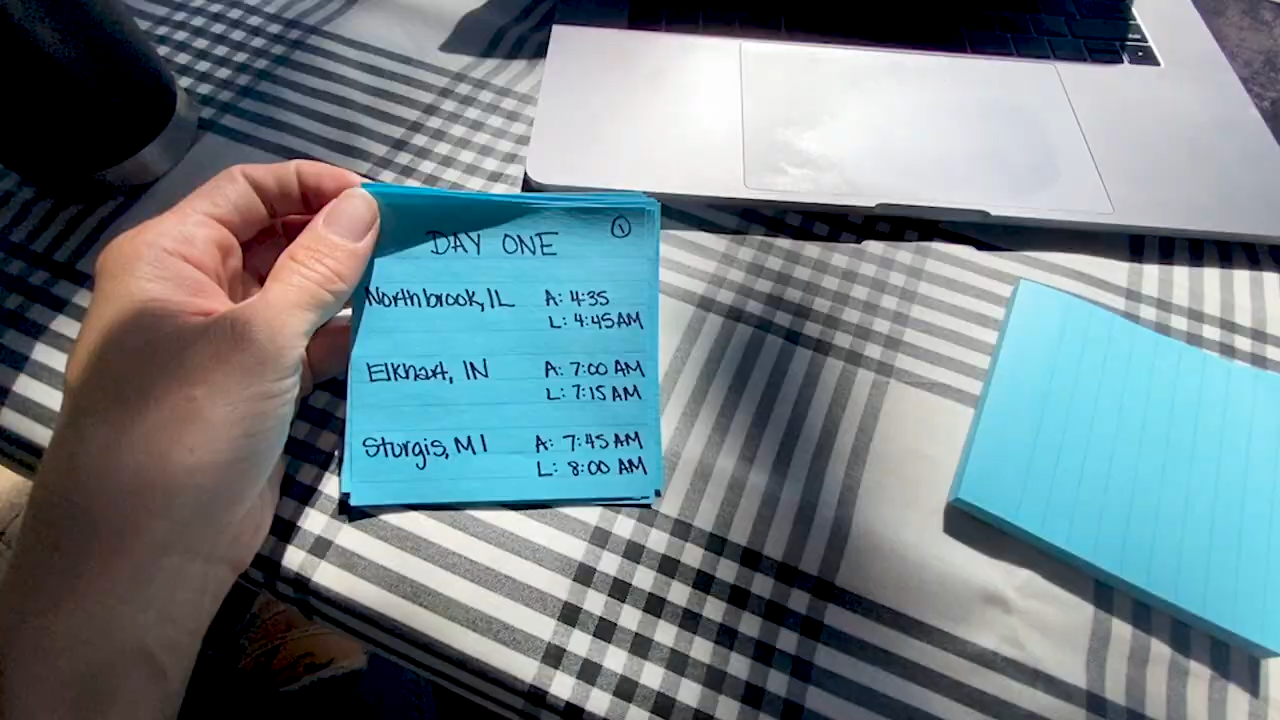 ①
DAY ONE
Northbrook, IL A: 4:35
L: 4:45 AM
Elkhart, IN A: 7:00 AM
L: 7:15 AM
Sturgis, MI A: 7:45 AM
L: 8:00 AM